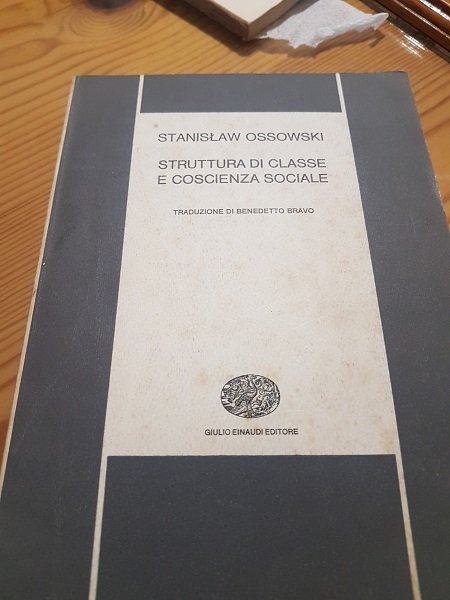 STANISŁAW OSSOWSKI
STRUTTURA DI CLASSE
E COSCIENZA SOCIALE
TRADUZIONE DI BENEDETTO BRAVO
GIULIO EINAUDI EDITORE